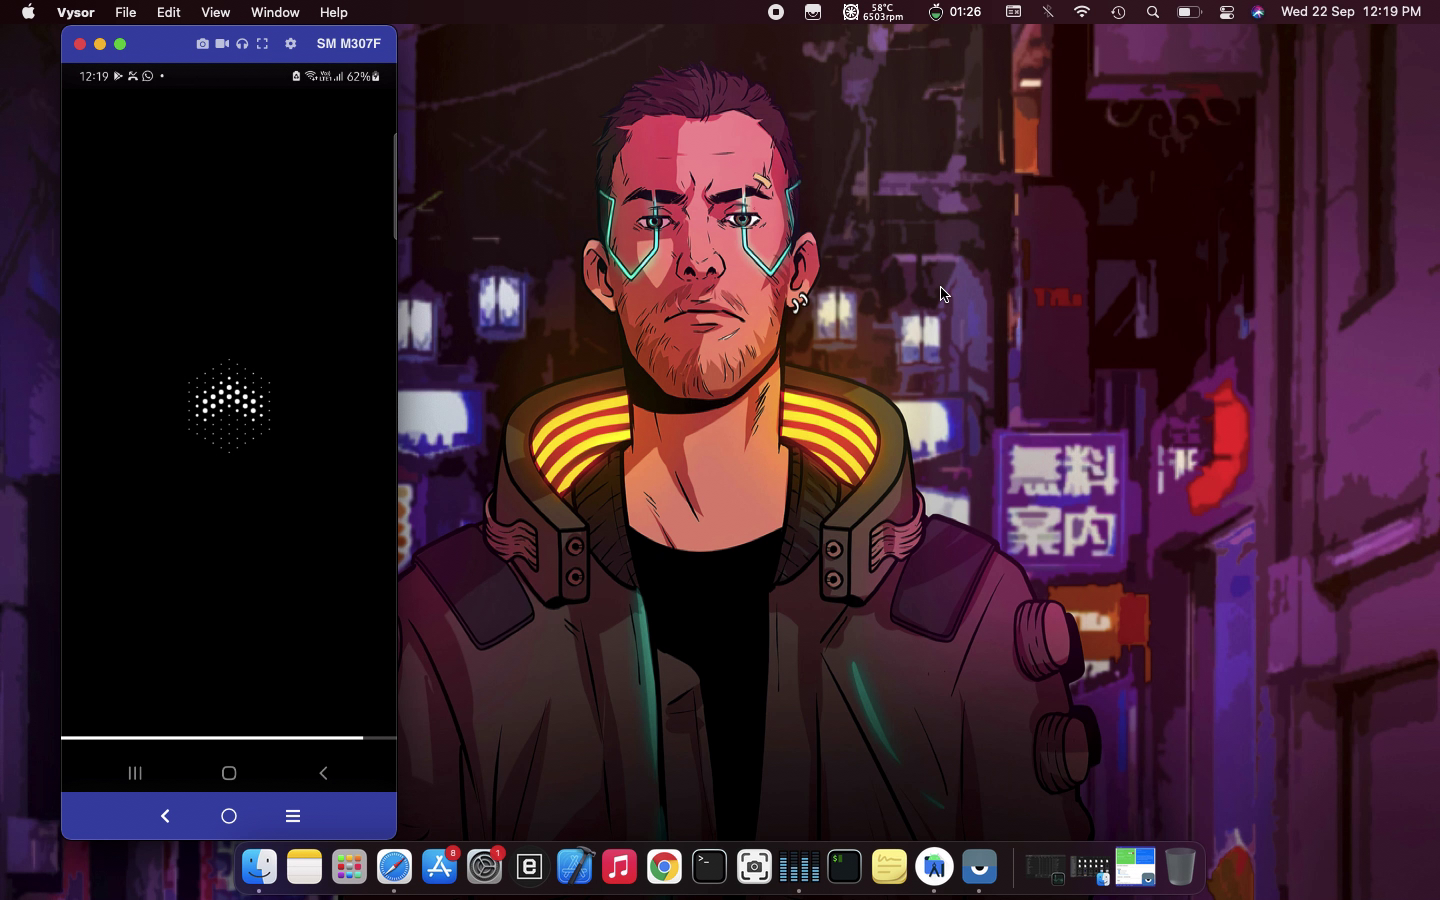 Vysor File Edit View Window Help
58°C
6503rpm
01:26
Wed 22 Sep 12:19 PM
SM M307F
12:19
62%
無料
案内
8
1